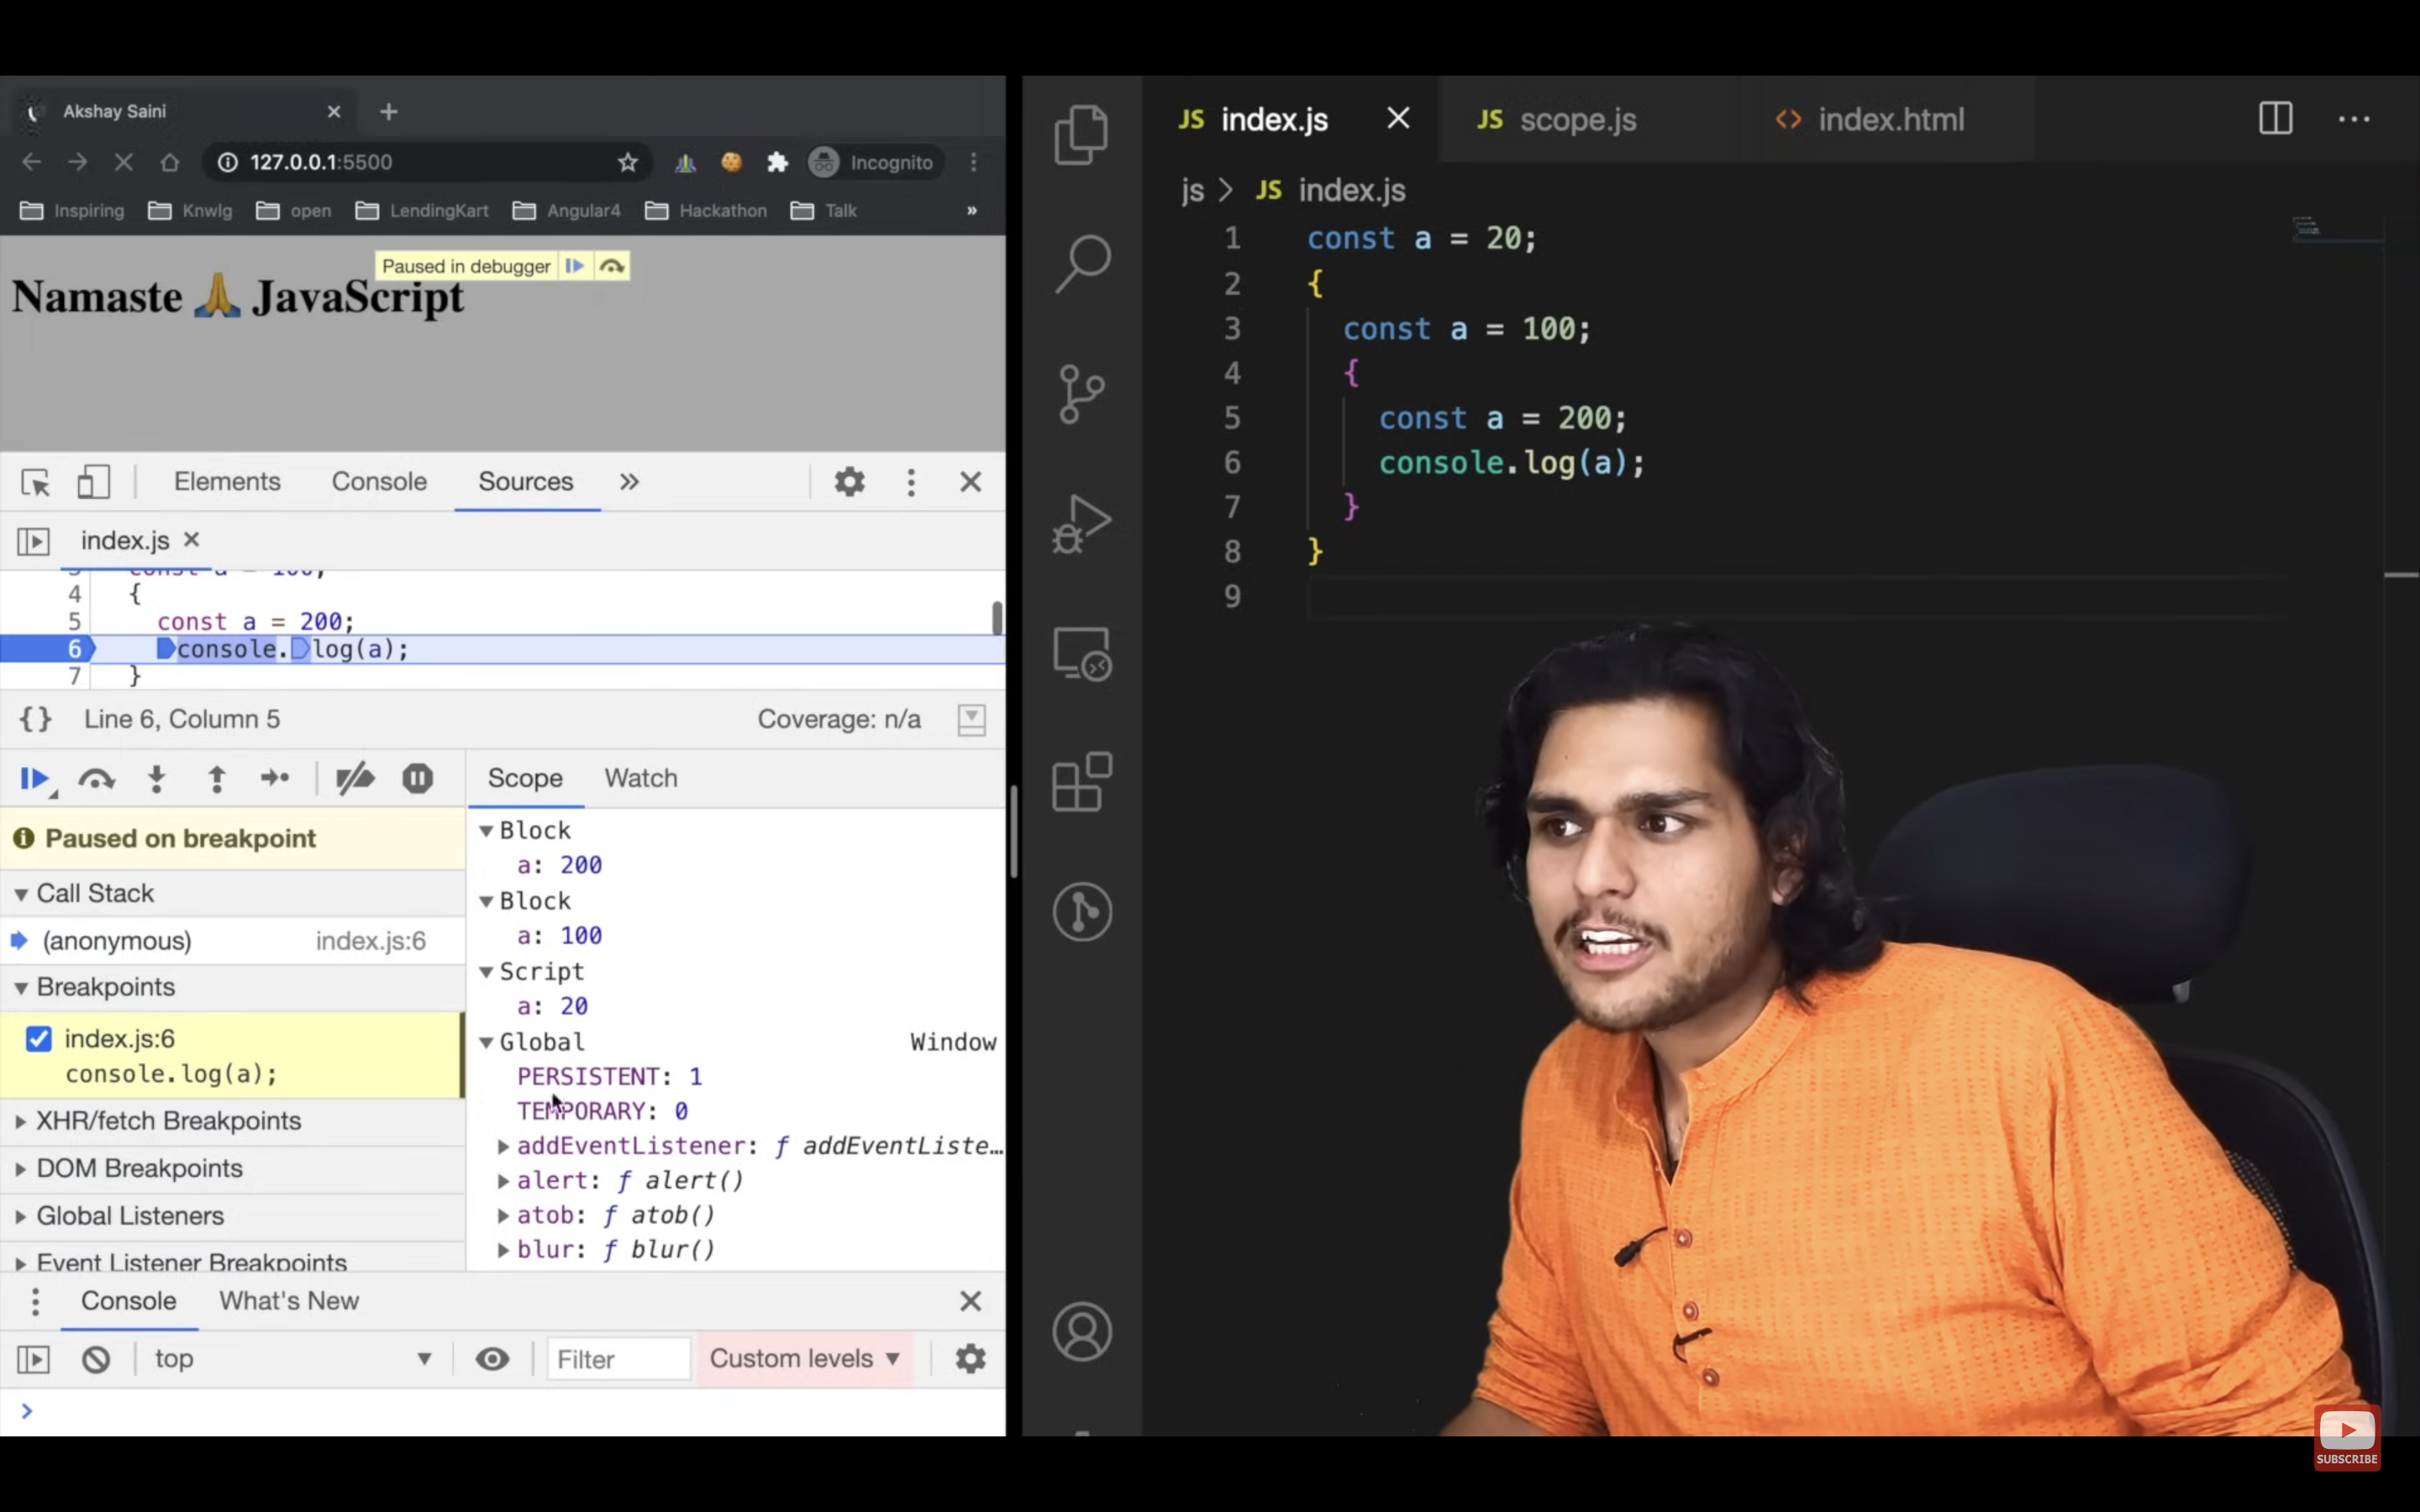 Akshay Saini
127.0.0.1:5500
Incognito
Inspiring
Knwlg
open
LendingKart
Angular4
Hackathon
Talk
»
Paused in debugger
Namaste 🙏 JavaScript
Elements
Console
Sources
»
index.js
3 const a = 100;
4 {
5 const a = 200;
6 console.log(a);
7 }
{} Line 6, Column 5
Coverage: n/a
Paused on breakpoint
Call Stack
(anonymous) index.js:6
Breakpoints
index.js:6
console.log(a);
XHR/fetch Breakpoints
DOM Breakpoints
Global Listeners
Event Listener Breakpoints
Scope
Watch
Block
a: 200
Block
a: 100
Script
a: 20
Global Window
PERSISTENT: 1
TEMPORARY: 0
addEventListener: ƒ addEventListe…
alert: ƒ alert()
atob: ƒ atob()
blur: ƒ blur()
Console
What's New
top
Filter
Custom levels
>
JS index.js
JS scope.js
<> index.html
js > JS index.js
1 const a = 20;
2 {
3 const a = 100;
4 {
5 const a = 200;
6 console.log(a);
7 }
8 }
9
SUBSCRIBE